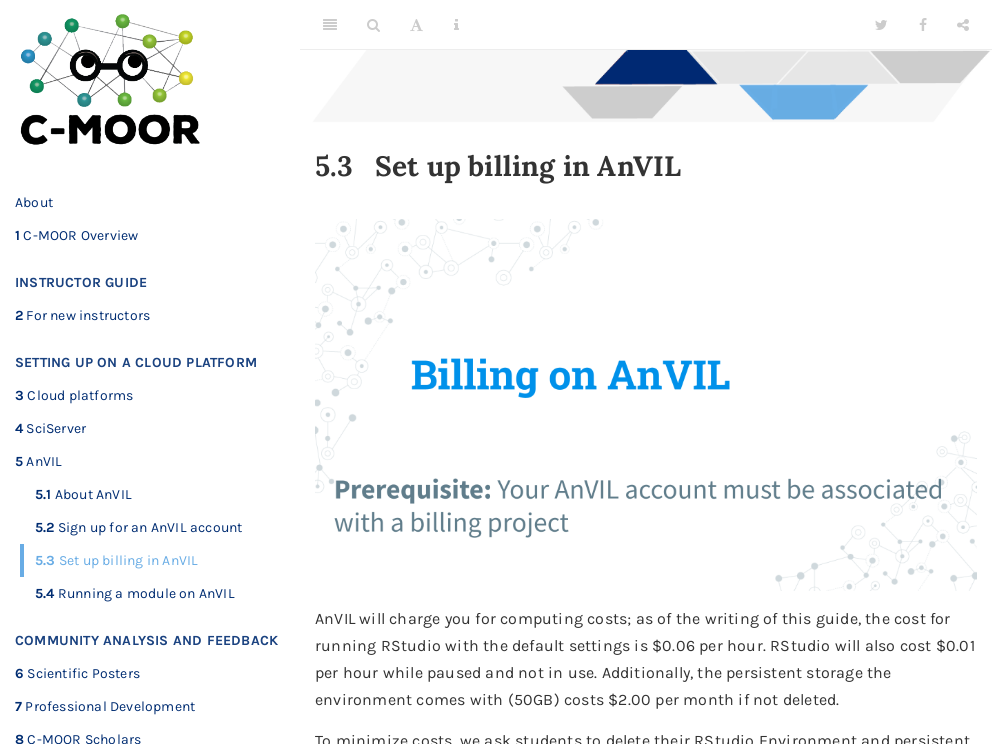 C-MOOR
About
1 C-MOOR Overview
INSTRUCTOR GUIDE
2 For new instructors
SETTING UP ON A CLOUD PLATFORM
3 Cloud platforms
4 SciServer
5 AnVIL
5.1 About AnVIL
5.2 Sign up for an AnVIL account
5.3 Set up billing in AnVIL
5.4 Running a module on AnVIL
COMMUNITY ANALYSIS AND FEEDBACK
6 Scientific Posters
7 Professional Development
8 C-MOOR Scholars
A
5.3 Set up billing in AnVIL
Billing on AnVIL
Prerequisite: Your AnVIL account must be associated
with a billing project
AnVIL will charge you for computing costs; as of the writing of this guide, the cost for
running RStudio with the default settings is $0.06 per hour. RStudio will also cost $0.01
per hour while paused and not in use. Additionally, the persistent storage the
environment comes with (50GB) costs $2.00 per month if not deleted.
To minimize costs, we ask students to delete their RStudio Environment and persistent